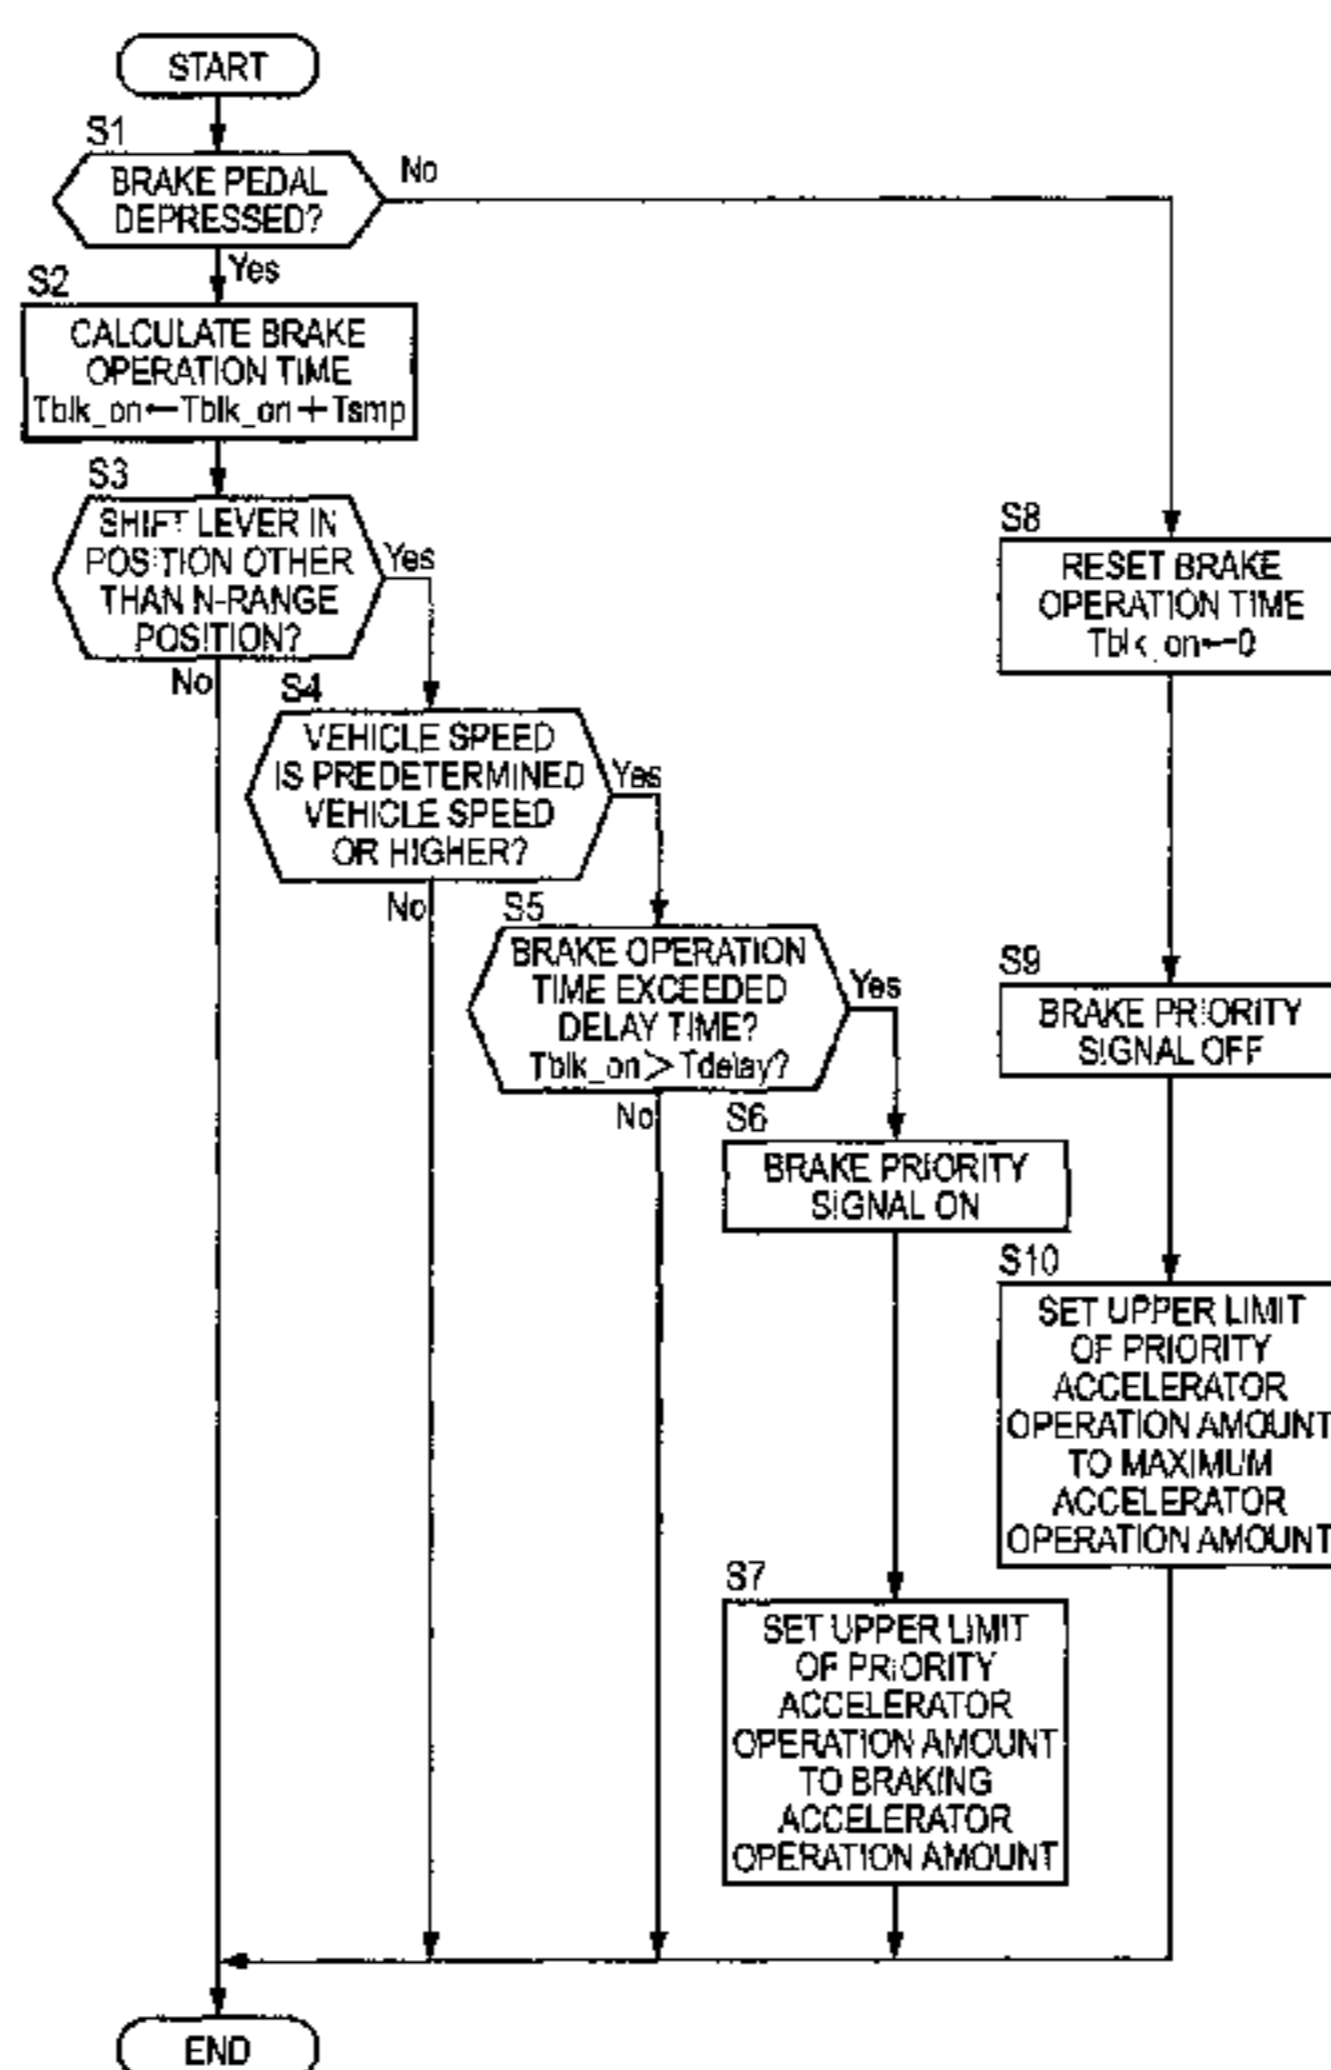 START
S1
BRAKE PEDAL
DEPRESSED?
No
Yes
S2
CALCULATE BRAKE
OPERATION TIME
Tblk_on←Tblk_on+Tsmp
S3
SHIFT LEVER IN
POSITION OTHER
THAN N-RANGE
POSITION?
Yes
No
S4
VEHICLE SPEED
IS PREDETERMINED
VEHICLE SPEED
OR HIGHER?
Yes
No
S5
BRAKE OPERATION
TIME EXCEEDED
DELAY TIME?
Tblk_on>Tdelay?
Yes
No
S6
BRAKE PRIORITY
SIGNAL ON
S7
SET UPPER LIMIT
OF PRIORITY
ACCELERATOR
OPERATION AMOUNT
TO BRAKING
ACCELERATOR
OPERATION AMOUNT
S8
RESET BRAKE
OPERATION TIME
Tblk_on←0
S9
BRAKE PRIORITY
SIGNAL OFF
S10
SET UPPER LIMIT
OF PRIORITY
ACCELERATOR
OPERATION AMOUNT
TO MAXIMUM
ACCELERATOR
OPERATION AMOUNT
END